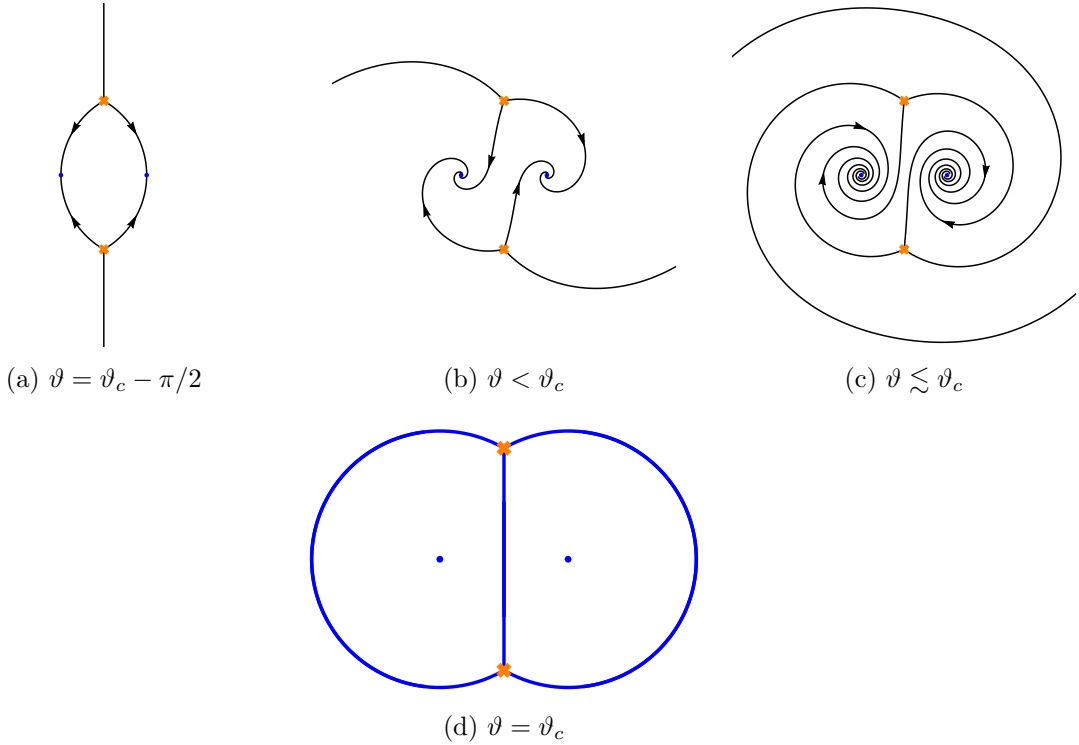 (a) ϑ = ϑ_c − π/2
(b) ϑ < ϑ_c
(c) ϑ ≲ ϑ_c
(d) ϑ = ϑ_c